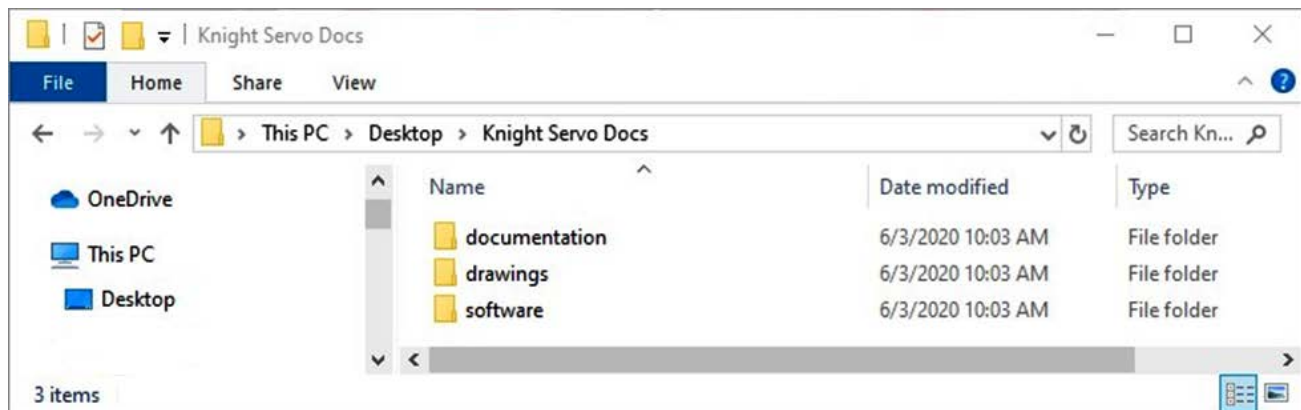 Knight Servo Docs
File Home Share View
This PC > Desktop > Knight Servo Docs Search Kn...
OneDrive
This PC
Desktop
Name Date modified Type
documentation 6/3/2020 10:03 AM File folder
drawings 6/3/2020 10:03 AM File folder
software 6/3/2020 10:03 AM File folder
3 items